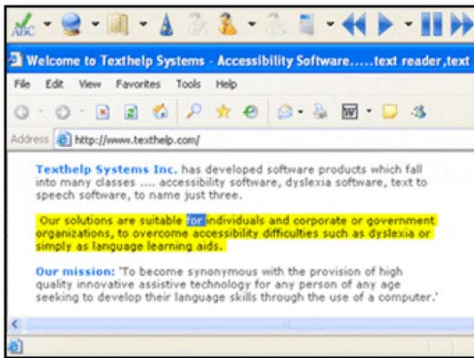 ABC
Welcome to Texthelp Systems - Accessibility Software.....text reader,text
File Edit View Favorites Tools Help
Address http://www.texthelp.com/
Texthelp Systems Inc. has developed software products which fall
into many classes .... accessibility software, dyslexia software, text to
speech software, to name just three.
Our solutions are suitable for individuals and corporate or government
organizations, to overcome accessibility difficulties such as dyslexia or
simply as language learning aids.
Our mission: 'To become synonymous with the provision of high
quality innovative assistive technology for any person of any age
seeking to develop their language skills through the use of a computer.'